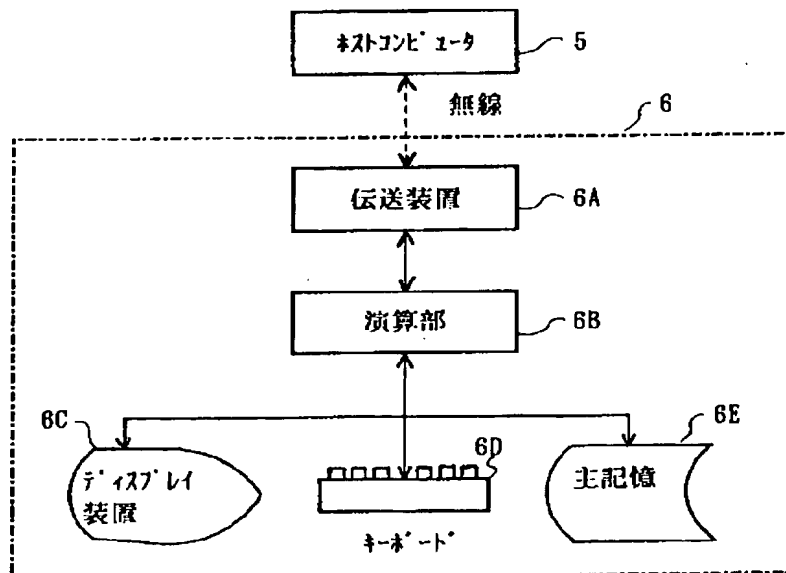 ﾎｽﾄｺﾝﾋﾟｭｰﾀ
5
無線
6
伝送装置
6A
演算部
6B
6C
6E
6D
ﾃﾞｨｽﾌﾟﾚｲ
装置
主記憶
ｷｰﾎﾞｰﾄﾞ